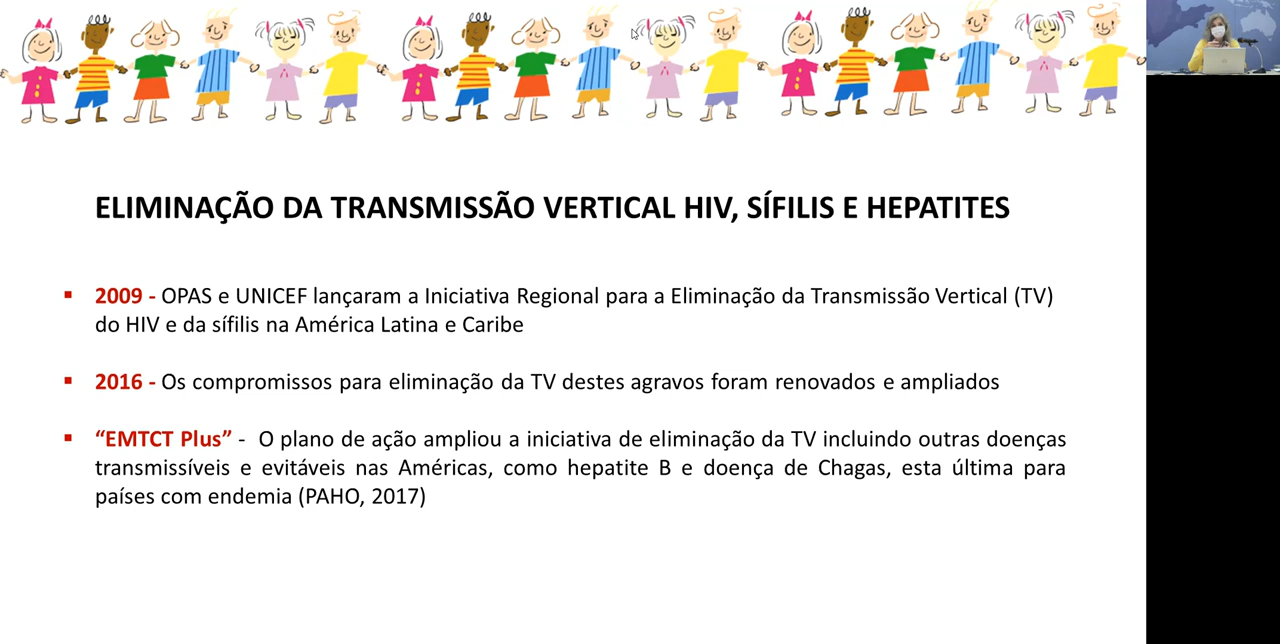 ELIMINAÇÃO DA TRANSMISSÃO VERTICAL HIV, SÍFILIS E HEPATITES
2009 - OPAS e UNICEF lançaram a Iniciativa Regional para a Eliminação da Transmissão Vertical (TV)
do HIV e da sífilis na América Latina e Caribe
2016 - Os compromissos para eliminação da TV destes agravos foram renovados e ampliados
“EMTCT Plus” - O plano de ação ampliou a iniciativa de eliminação da TV incluindo outras doenças
transmissíveis e evitáveis nas Américas, como hepatite B e doença de Chagas, esta última para
países com endemia (PAHO, 2017)